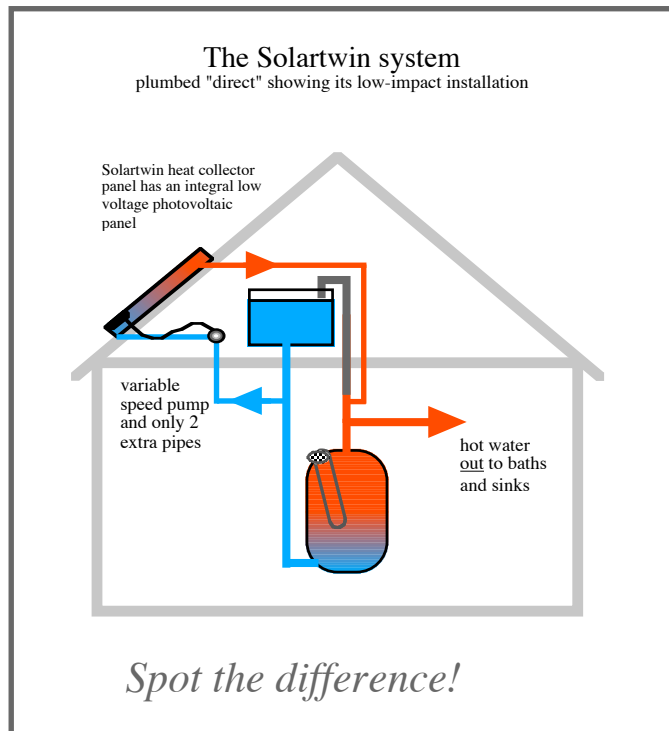 The Solartwin system
plumbed "direct" showing its low-impact installation
Solartwin heat collector
panel has an integral low
voltage photovoltaic
panel
variable
speed pump
and only 2
extra pipes
hot water
out to baths
and sinks
Spot the difference!